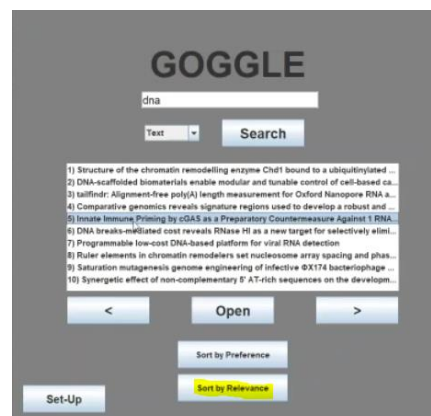 GOGGLE
dna
Text
Search
1) Structure of the chromatin remodelling enzyme Chd1 bound to a ubiquitinylated ...
2) DNA-scaffolded biomaterials enable modular and tunable control of cell-based ca...
3) tailfindr: Alignment-free poly(A) length measurement for Oxford Nanopore RNA a...
4) Comparative genomics reveals signature regions used to develop a robust and ...
5) Innate Immune Priming by cGAS as a Preparatory Countermeasure Against 1 RNA...
6) DNA breaks-mediated cost reveals RNase HI as a new target for selectively elimi...
7) Programmable low-cost DNA-based platform for viral RNA detection
8) Ruler elements in chromatin remodelers set nucleosome array spacing and phas...
9) Saturation mutagenesis genome engineering of infective ΦX174 bacteriophage ...
10) Synergetic effect of non-complementary 5' AT-rich sequences on the developm...
<
Open
>
Sort by Preference
Sort by Relevance
Set-Up